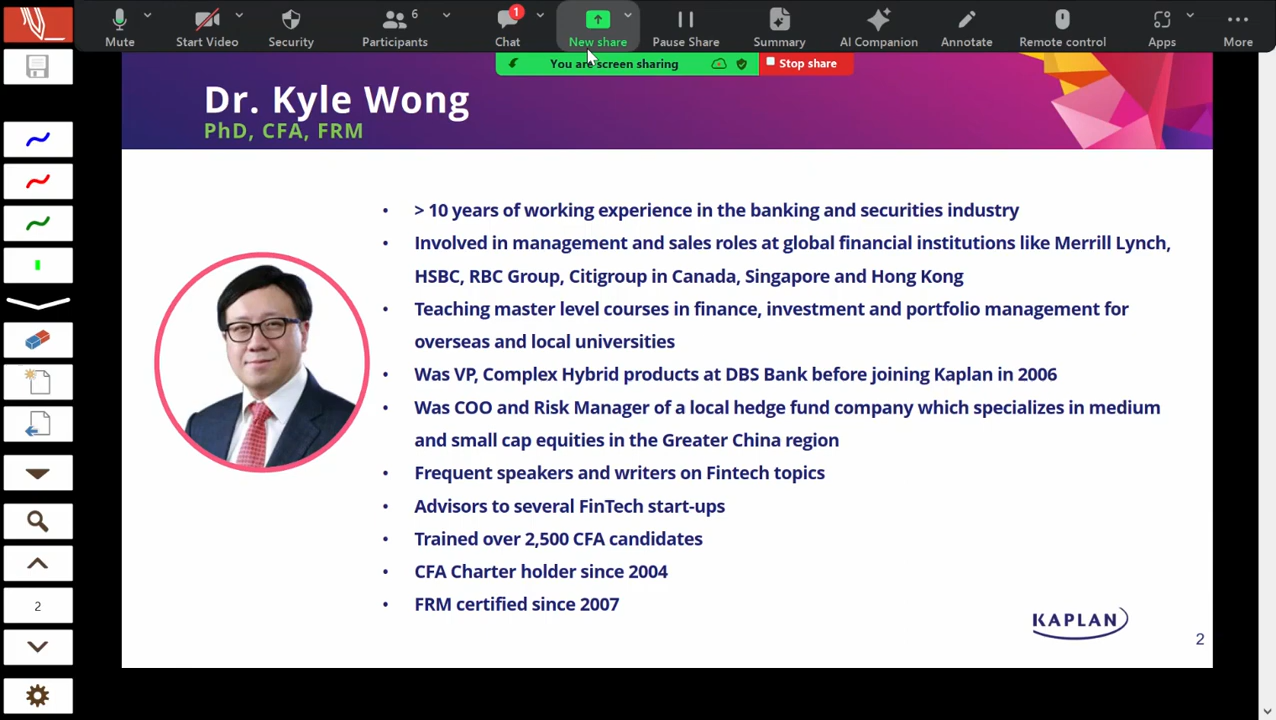 6
1
Mute
Start Video
Security
Participants
Chat
New share
Pause Share
Summary
AI Companion
Annotate
Remote control
Apps
More
You are screen sharing
Stop share
Dr. Kyle Wong
PhD, CFA, FRM
• > 10 years of working experience in the banking and securities industry
• Involved in management and sales roles at global financial institutions like Merrill Lynch,
HSBC, RBC Group, Citigroup in Canada, Singapore and Hong Kong
• Teaching master level courses in finance, investment and portfolio management for
overseas and local universities
• Was VP, Complex Hybrid products at DBS Bank before joining Kaplan in 2006
• Was COO and Risk Manager of a local hedge fund company which specializes in medium
and small cap equities in the Greater China region
• Frequent speakers and writers on Fintech topics
• Advisors to several FinTech start-ups
• Trained over 2,500 CFA candidates
• CFA Charter holder since 2004
• FRM certified since 2007
KAPLAN
2
2